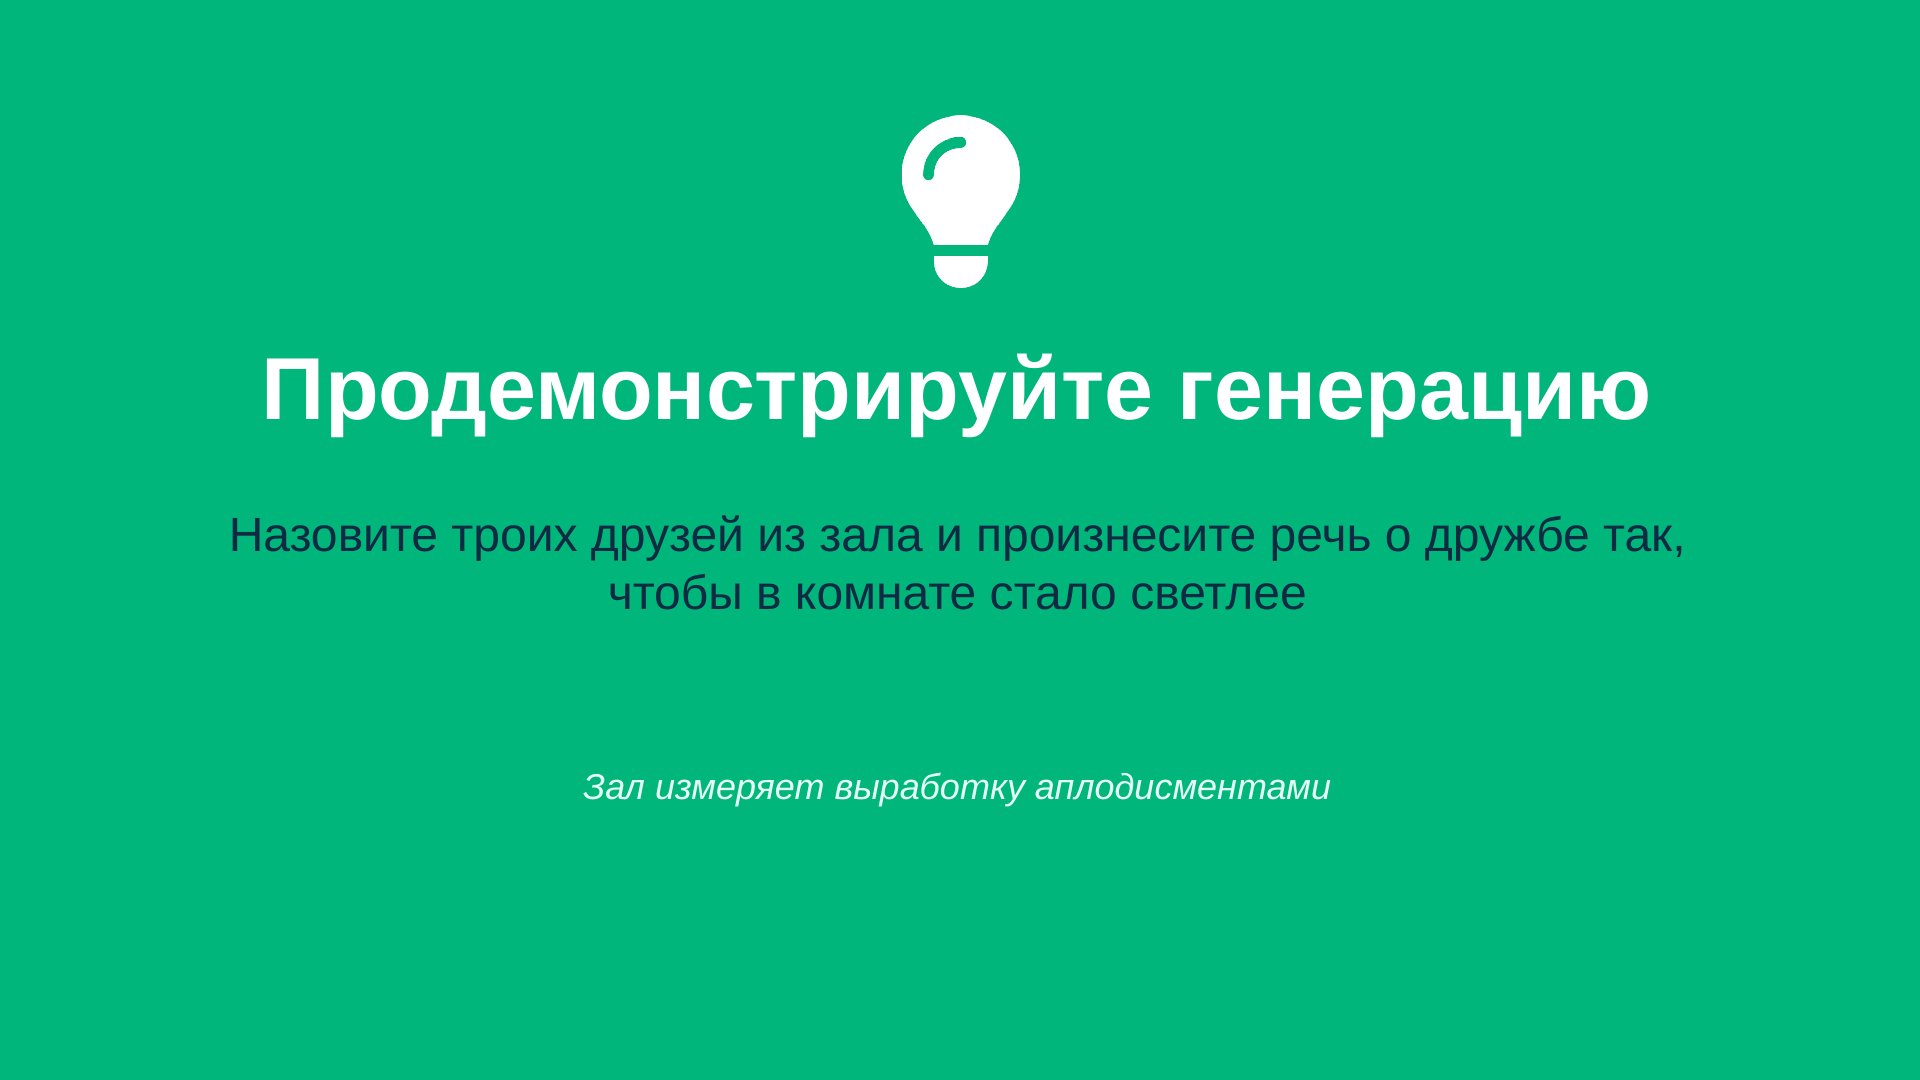 Продемонстрируйте генерацию
Назовите троих друзей из зала и произнесите речь о дружбе так,
чтобы в комнате стало светлее
Зал измеряет выработку аплодисментами